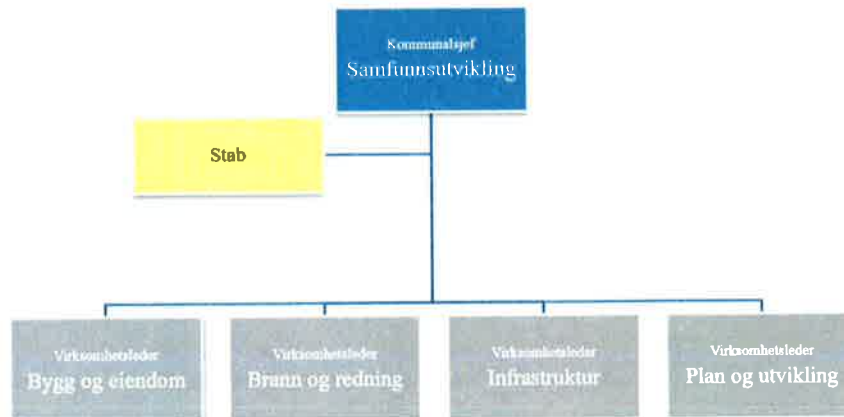 Kommunalsjef
Samfunnsutvikling
Stab
Virksomhetsleder
Bygg og eiendom
Virksomhetsleder
Brann og redning
Virksomhetsleder
Infrastruktur
Virksomhetsleder
Plan og utvikling